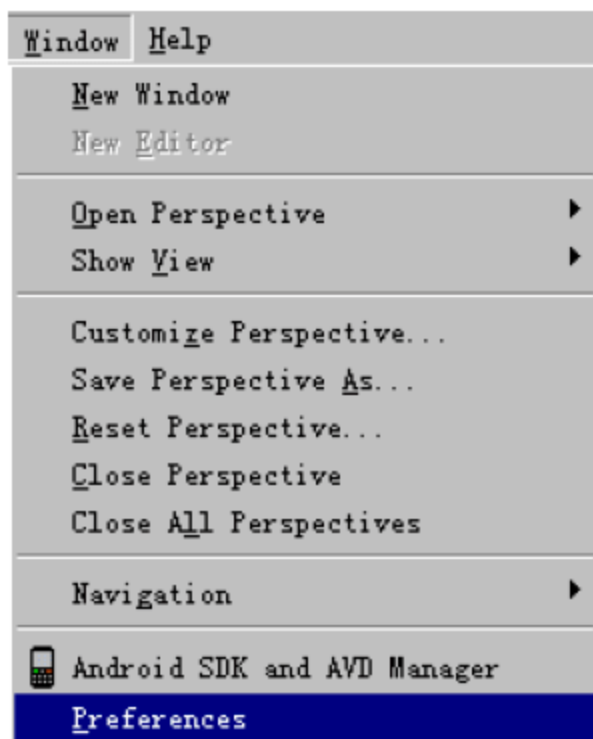 Window Help
New Window
New Editor
Open Perspective
Show View
Customize Perspective...
Save Perspective As...
Reset Perspective...
Close Perspective
Close All Perspectives
Navigation
Android SDK and AVD Manager
Preferences